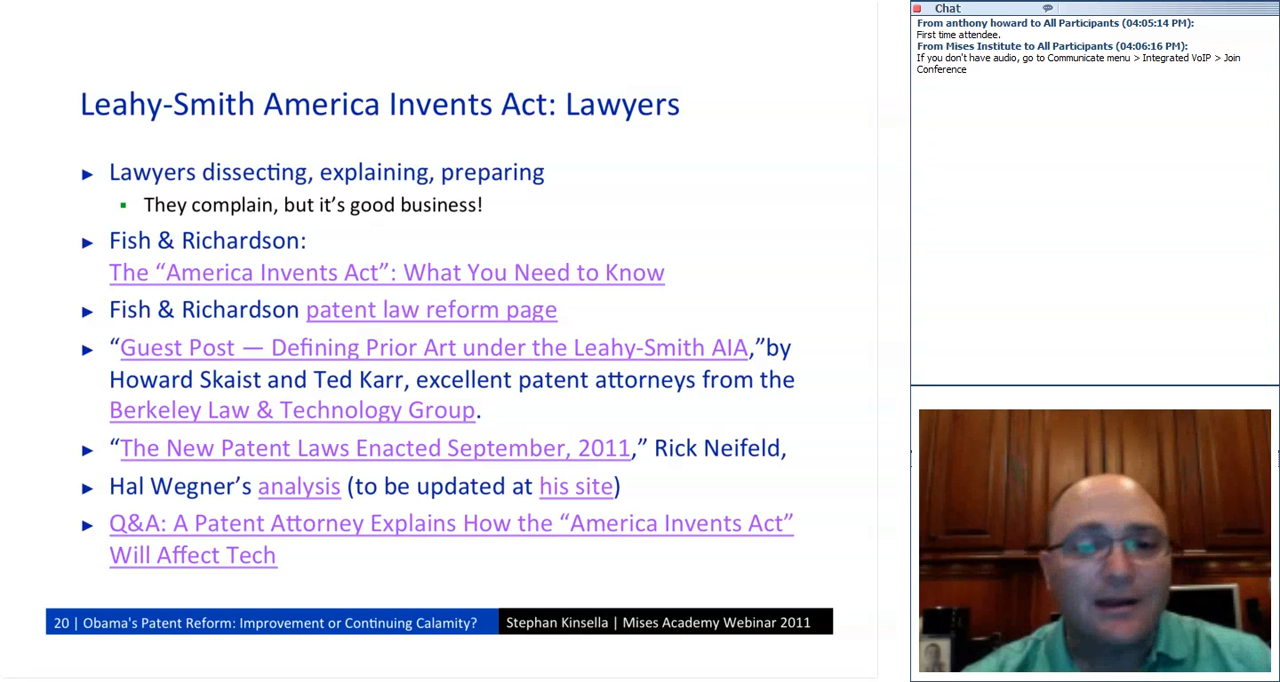 Leahy-Smith America Invents Act: Lawyers
► Lawyers dissecting, explaining, preparing
▪ They complain, but it's good business!
► Fish & Richardson:
The “America Invents Act”: What You Need to Know
► Fish & Richardson patent law reform page
► “Guest Post — Defining Prior Art under the Leahy-Smith AIA,”by
Howard Skaist and Ted Karr, excellent patent attorneys from the
Berkeley Law & Technology Group.
► “The New Patent Laws Enacted September, 2011,” Rick Neifeld,
► Hal Wegner’s analysis (to be updated at his site)
► Q&A: A Patent Attorney Explains How the “America Invents Act”
Will Affect Tech
20 | Obama's Patent Reform: Improvement or Continuing Calamity?
Stephan Kinsella | Mises Academy Webinar 2011
Chat
From anthony howard to All Participants (04:05:14 PM):
First time attendee.
From Mises Institute to All Participants (04:06:16 PM):
If you don't have audio, go to Communicate menu > Integrated VoIP > Join
Conference